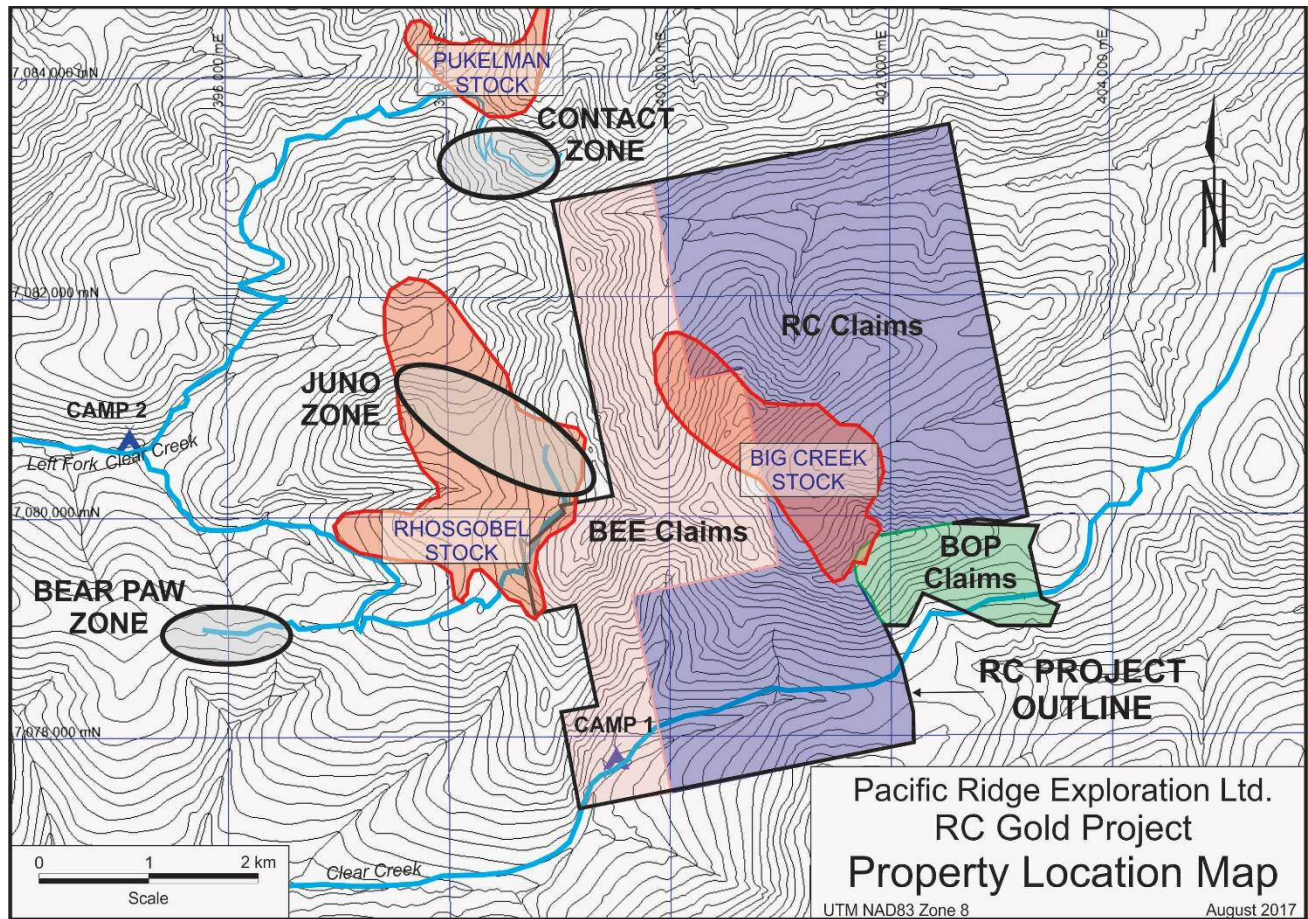 7,084,000 mN
396,000 mE
400,000 mE
402,000 mE
404,000 mE
PUKELMAN
STOCK
CONTACT
ZONE
N
7,082,000 mN
RC Claims
JUNO
ZONE
CAMP 2
Left Fork Clear Creek
BIG CREEK
STOCK
7,080,000 mN
RHOSGOBEL
STOCK
BEE Claims
BOP
Claims
BEAR PAW
ZONE
RC PROJECT
OUTLINE
7,078,000 mN
CAMP 1
Clear Creek
0 1 2 km
Scale
Pacific Ridge Exploration Ltd.
RC Gold Project
Property Location Map
UTM NAD83 Zone 8
August 2017